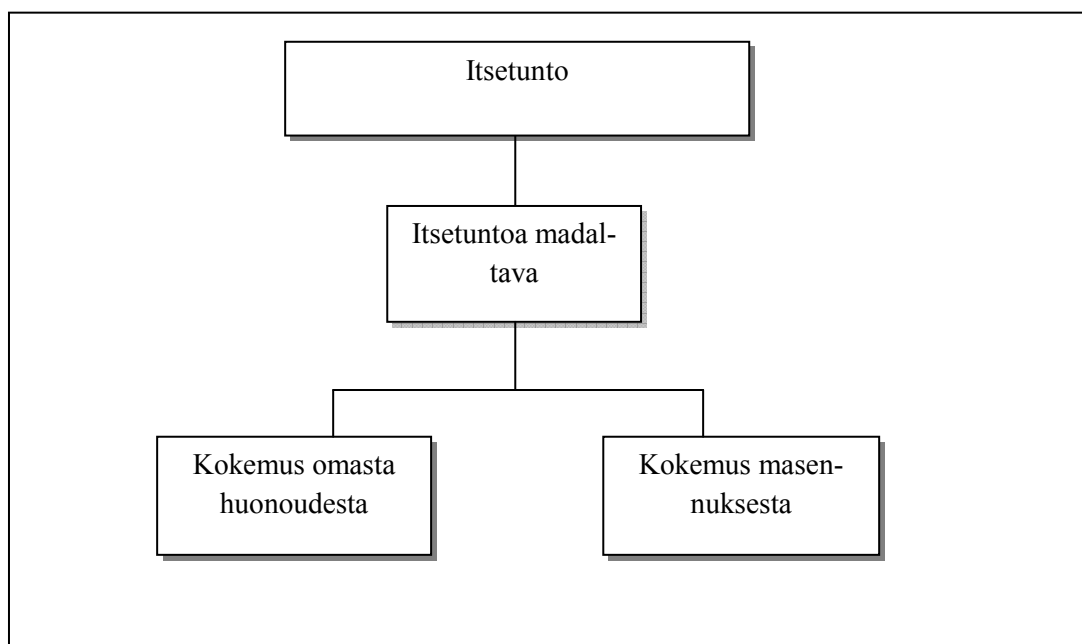 Itsetunto
Itsetuntoa madal-
tava
Kokemus omasta
huonoudesta
Kokemus masen-
nuksesta